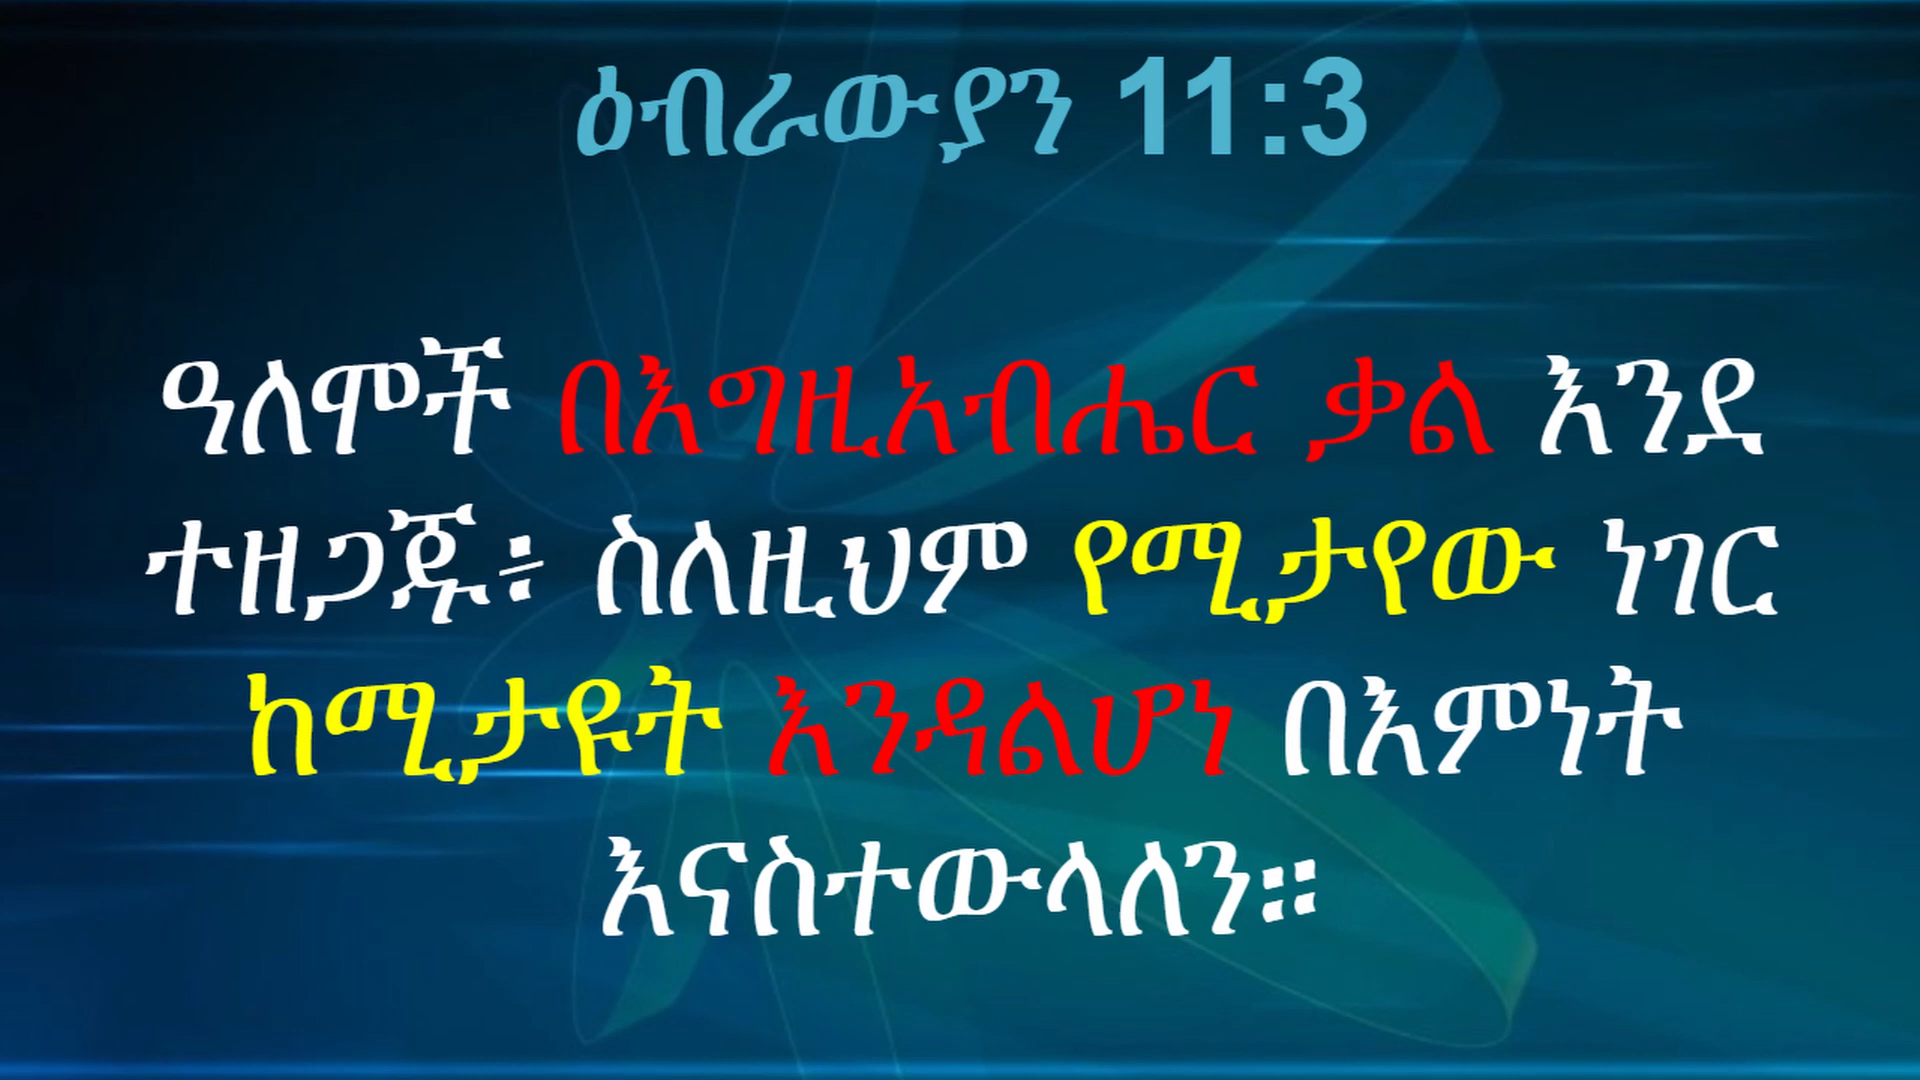 ዕብራውያን 11:3
ዓለሞች በእግዚአብሔር ቃል እንደ
ተዘጋጁ፥ ስለዚህም የሚታየው ነገር
ከሚታዩት እንዳልሆነ በእምነት
እናስተውላለን።